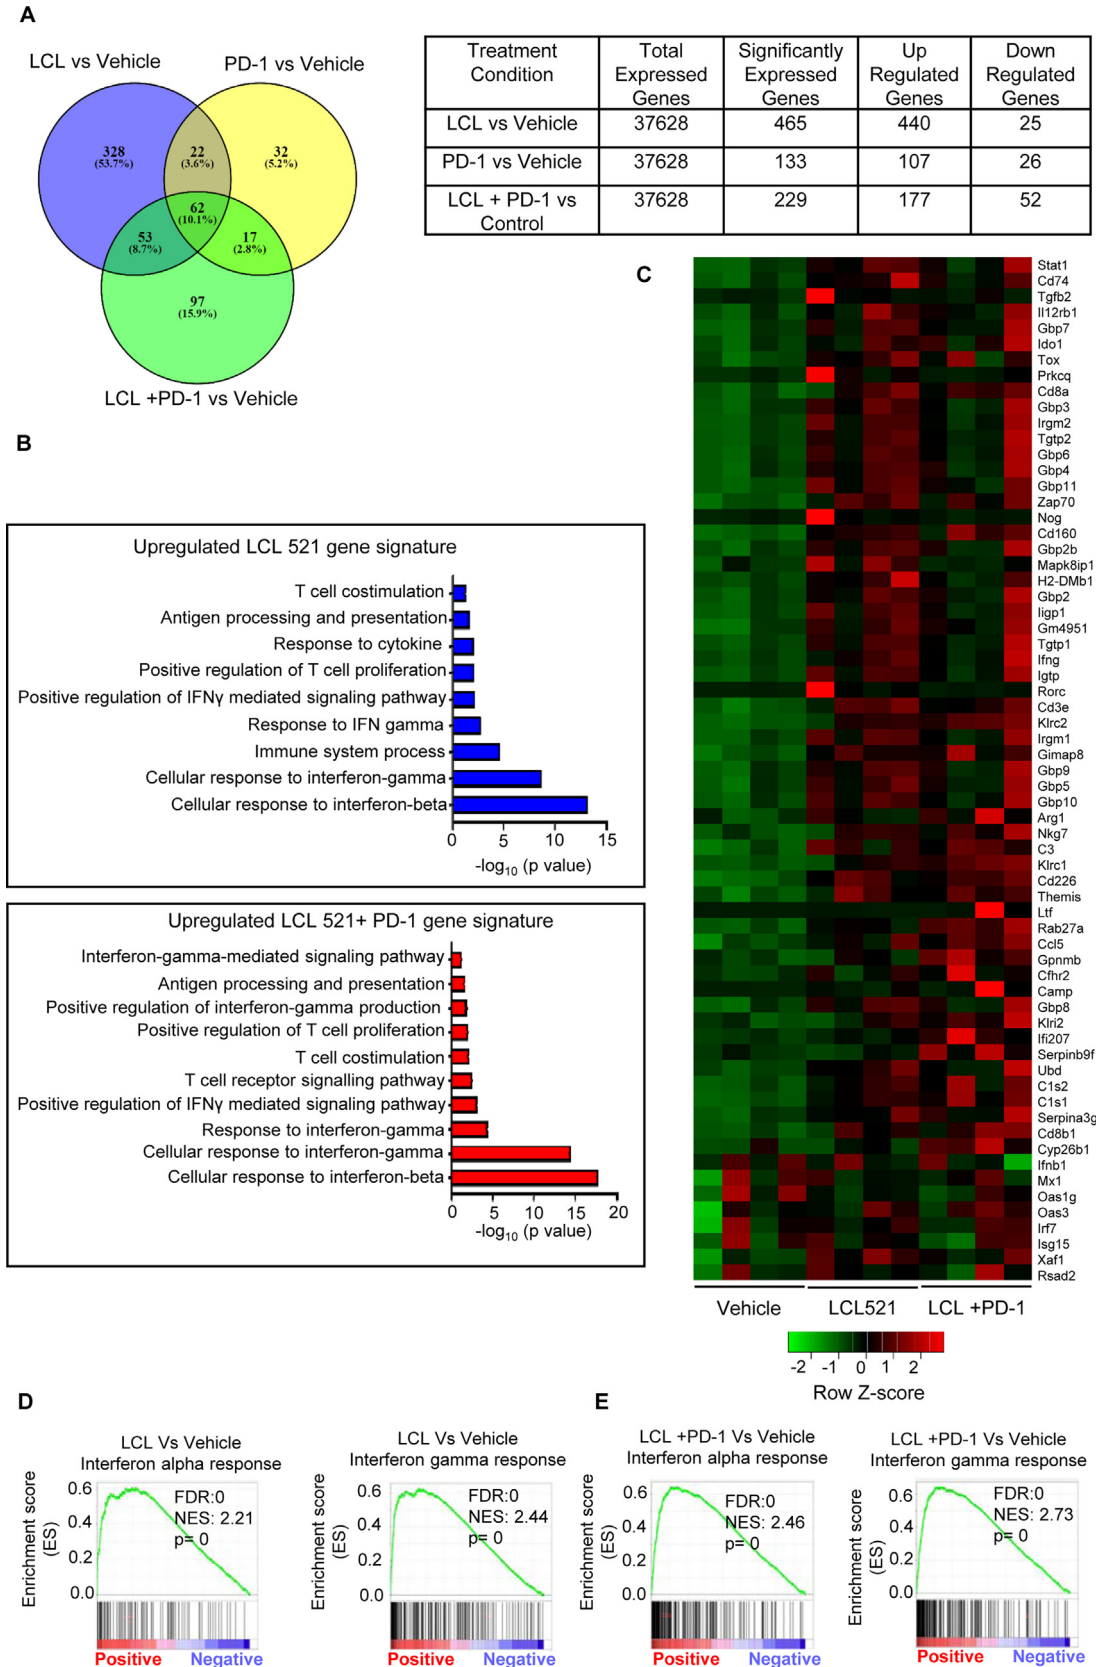 A
LCL vs Vehicle
PD-1 vs Vehicle
328
(53.7%)
22
(3.6%)
32
(5.2%)
62
(10.1%)
53
(8.7%)
17
(2.8%)
97
(15.9%)
LCL +PD-1 vs Vehicle
Treatment Condition Total Expressed Genes Significantly Expressed Genes Up Regulated Genes Down Regulated Genes
LCL vs Vehicle 37628 465 440 25
PD-1 vs Vehicle 37628 133 107 26
LCL + PD-1 vs Control 37628 229 177 52
B
Upregulated LCL 521 gene signature
T cell costimulation
Antigen processing and presentation
Response to cytokine
Positive regulation of T cell proliferation
Positive regulation of IFNγ mediated signaling pathway
Response to IFN gamma
Immune system process
Cellular response to interferon-gamma
Cellular response to interferon-beta
0 5 10 15
-log10 (p value)
Upregulated LCL 521+ PD-1 gene signature
Interferon-gamma-mediated signaling pathway
Antigen processing and presentation
Positive regulation of interferon-gamma production
Positive regulation of T cell proliferation
T cell costimulation
T cell receptor signalling pathway
Positive regulation of IFNγ mediated signaling pathway
Response to interferon-gamma
Cellular response to interferon-gamma
Cellular response to interferon-beta
0 5 10 15 20
-log10 (p value)
C
Stat1
Cd74
Tgfb2
Il12rb1
Gbp7
Ido1
Tox
Prkcq
Cd8a
Gbp3
Irgm2
Tgtp2
Gbp6
Gbp4
Gbp11
Zap70
Nog
Cd160
Gbp2b
Mapk8ip1
H2-DMb1
Gbp2
Iigp1
Gm4951
Tgtp1
Ifng
Igtp
Rorc
Cd3e
Klrc2
Irgm1
Gimap8
Gbp9
Gbp5
Gbp10
Arg1
Nkg7
C3
Klrc1
Cd226
Themis
Ltf
Rab27a
Ccl5
Gpnmb
Cfhr2
Camp
Gbp8
Klri2
Ifi207
Serpinb9f
Ubd
C1s2
C1s1
Serpina3g
Cd8b1
Cyp26b1
Ifnb1
Mx1
Oas1g
Oas3
Irf7
Isg15
Xaf1
Rsad2
Vehicle LCL521 LCL +PD-1
-2 -1 0 1 2
Row Z-score
D
LCL Vs Vehicle
Interferon alpha response
Enrichment score (ES)
0.6
0.4
0.2
0.0
FDR:0
NES: 2.21
p= 0
Positive Negative
LCL Vs Vehicle
Interferon gamma response
Enrichment score (ES)
0.6
0.4
0.2
0.0
FDR:0
NES: 2.44
p= 0
Positive Negative
E
LCL +PD-1 Vs Vehicle
Interferon alpha response
Enrichment score (ES)
0.6
0.4
0.2
0.0
FDR:0
NES: 2.46
p= 0
Positive Negative
LCL +PD-1 Vs Vehicle
Interferon gamma response
Enrichment score (ES)
0.6
0.4
0.2
0.0
FDR:0
NES: 2.73
p= 0
Positive Negative